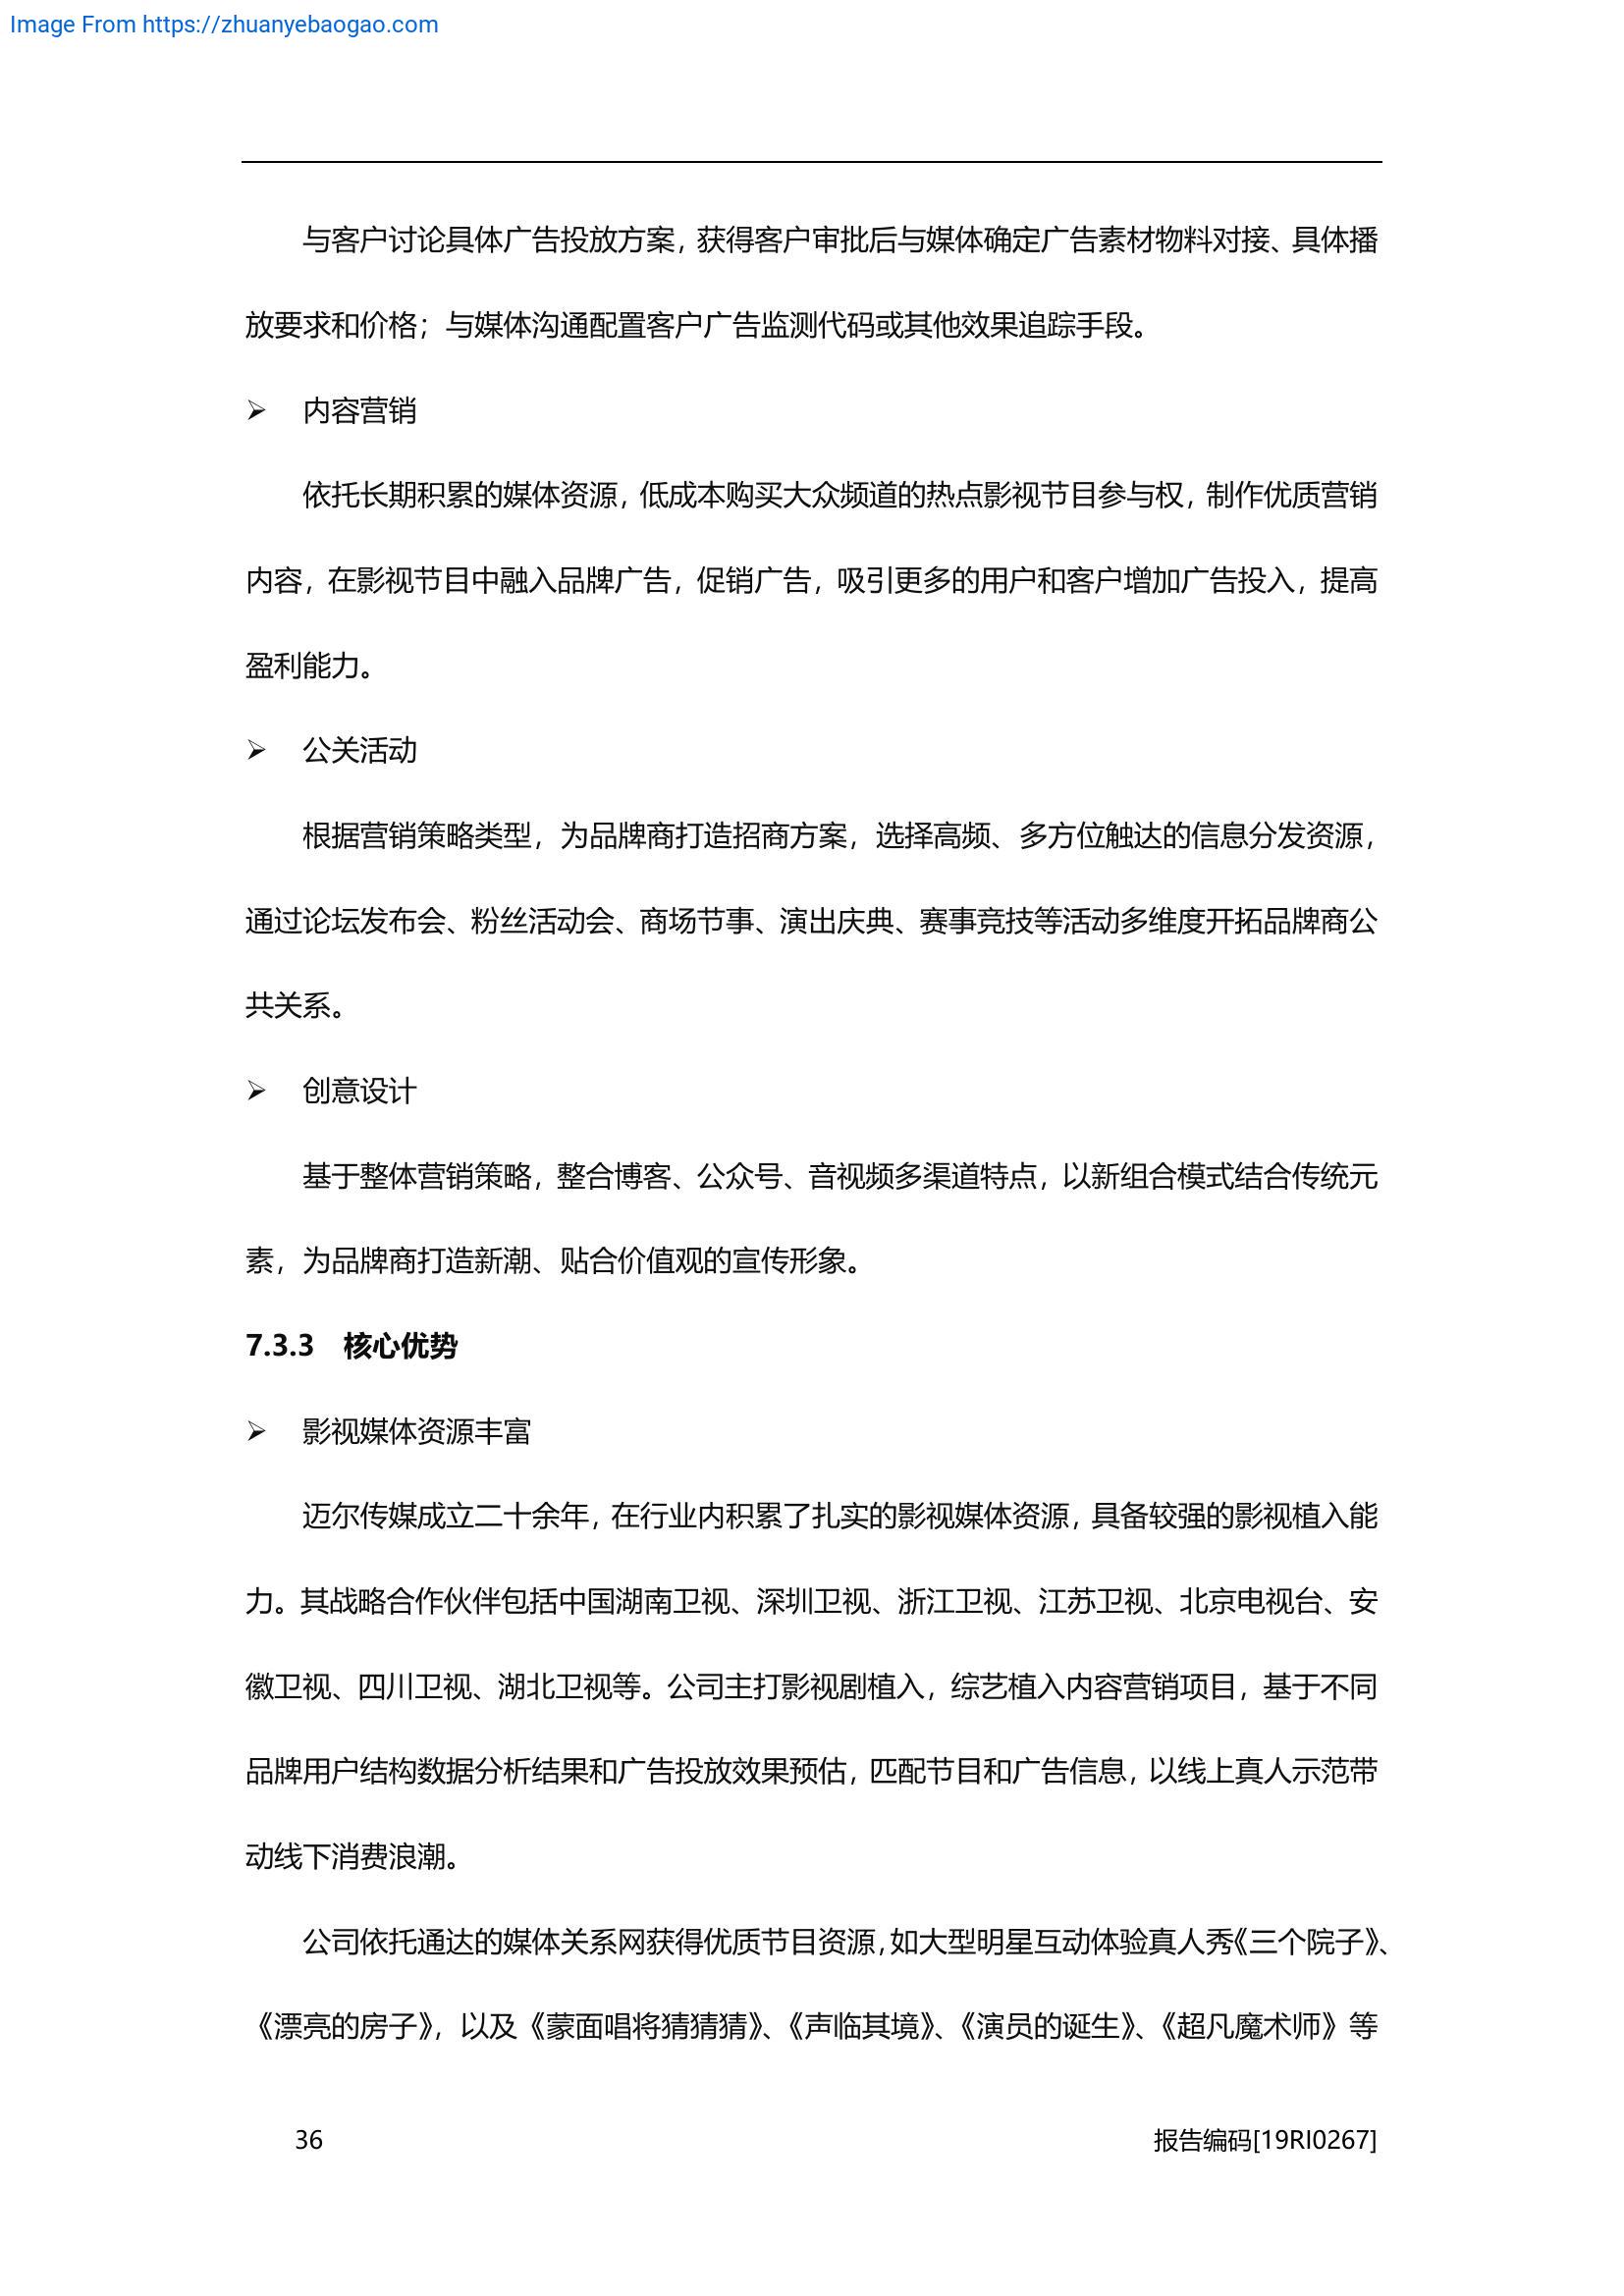 Image From https://zhuanyebaogao.com
与客户讨论具体广告投放方案，获得客户审批后与媒体确定广告素材物料对接、具体播
放要求和价格；与媒体沟通配置客户广告监测代码或其他效果追踪手段。
➢ 内容营销
依托长期积累的媒体资源，低成本购买大众频道的热点影视节目参与权，制作优质营销
内容，在影视节目中融入品牌广告，促销广告，吸引更多的用户和客户增加广告投入，提高
盈利能力。
➢ 公关活动
根据营销策略类型，为品牌商打造招商方案，选择高频、多方位触达的信息分发资源，
通过论坛发布会、粉丝活动会、商场节事、演出庆典、赛事竞技等活动多维度开拓品牌商公
共关系。
➢ 创意设计
基于整体营销策略，整合博客、公众号、音视频多渠道特点，以新组合模式结合传统元
素，为品牌商打造新潮、贴合价值观的宣传形象。
7.3.3 核心优势
➢ 影视媒体资源丰富
迈尔传媒成立二十余年，在行业内积累了扎实的影视媒体资源，具备较强的影视植入能
力。其战略合作伙伴包括中国湖南卫视、深圳卫视、浙江卫视、江苏卫视、北京电视台、安
徽卫视、四川卫视、湖北卫视等。公司主打影视剧植入，综艺植入内容营销项目，基于不同
品牌用户结构数据分析结果和广告投放效果预估，匹配节目和广告信息，以线上真人示范带
动线下消费浪潮。
公司依托通达的媒体关系网获得优质节目资源，如大型明星互动体验真人秀《三个院子》、
《漂亮的房子》，以及《蒙面唱将猜猜猜》、《声临其境》、《演员的诞生》、《超凡魔术师》等
36 报告编码[19RI0267]